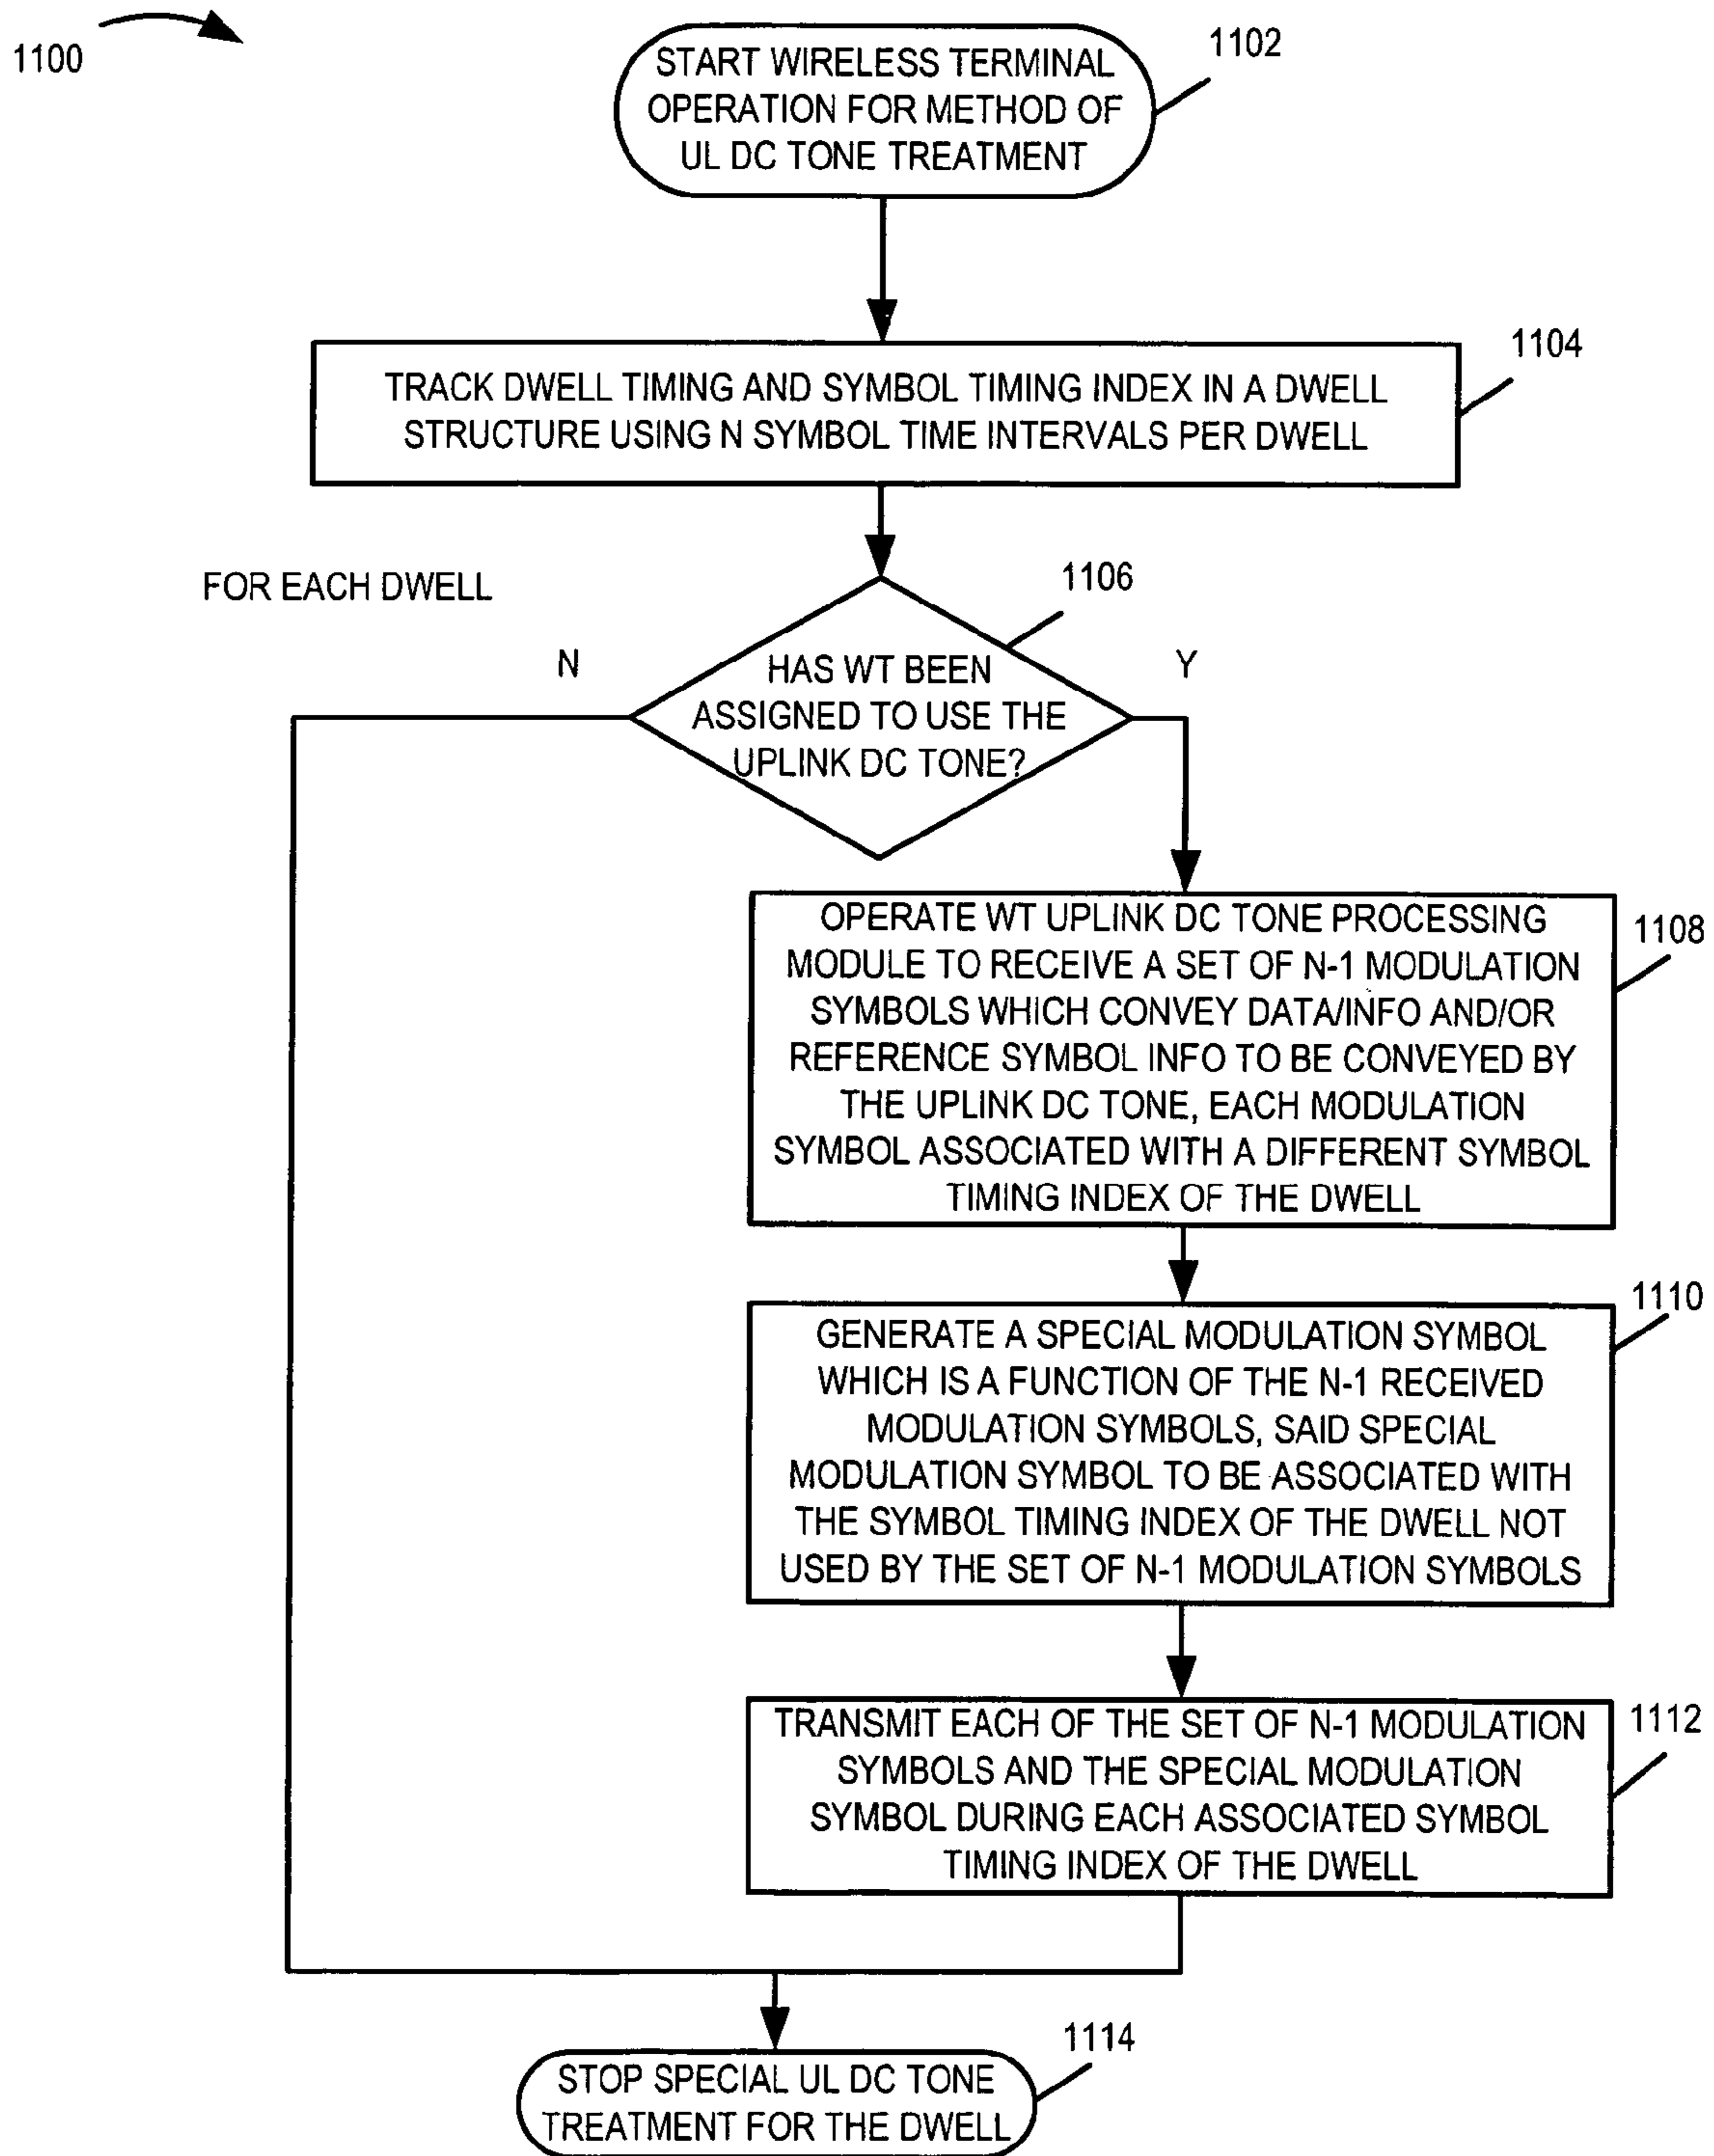 1100
1102
START WIRELESS TERMINAL
OPERATION FOR METHOD OF
UL DC TONE TREATMENT
1104
TRACK DWELL TIMING AND SYMBOL TIMING INDEX IN A DWELL
STRUCTURE USING N SYMBOL TIME INTERVALS PER DWELL
FOR EACH DWELL
1106
N
Y
HAS WT BEEN
ASSIGNED TO USE THE
UPLINK DC TONE?
1108
OPERATE WT UPLINK DC TONE PROCESSING
MODULE TO RECEIVE A SET OF N-1 MODULATION
SYMBOLS WHICH CONVEY DATA/INFO AND/OR
REFERENCE SYMBOL INFO TO BE CONVEYED BY
THE UPLINK DC TONE, EACH MODULATION
SYMBOL ASSOCIATED WITH A DIFFERENT SYMBOL
TIMING INDEX OF THE DWELL
1110
GENERATE A SPECIAL MODULATION SYMBOL
WHICH IS A FUNCTION OF THE N-1 RECEIVED
MODULATION SYMBOLS, SAID SPECIAL
MODULATION SYMBOL TO BE ASSOCIATED WITH
THE SYMBOL TIMING INDEX OF THE DWELL NOT
USED BY THE SET OF N-1 MODULATION SYMBOLS
1112
TRANSMIT EACH OF THE SET OF N-1 MODULATION
SYMBOLS AND THE SPECIAL MODULATION
SYMBOL DURING EACH ASSOCIATED SYMBOL
TIMING INDEX OF THE DWELL
1114
STOP SPECIAL UL DC TONE
TREATMENT FOR THE DWELL